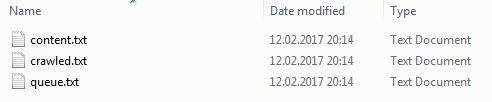 Name Date modified Type
content.txt 12.02.2017 20:14 Text Document
crawled.txt 12.02.2017 20:14 Text Document
queue.txt 12.02.2017 20:14 Text Document